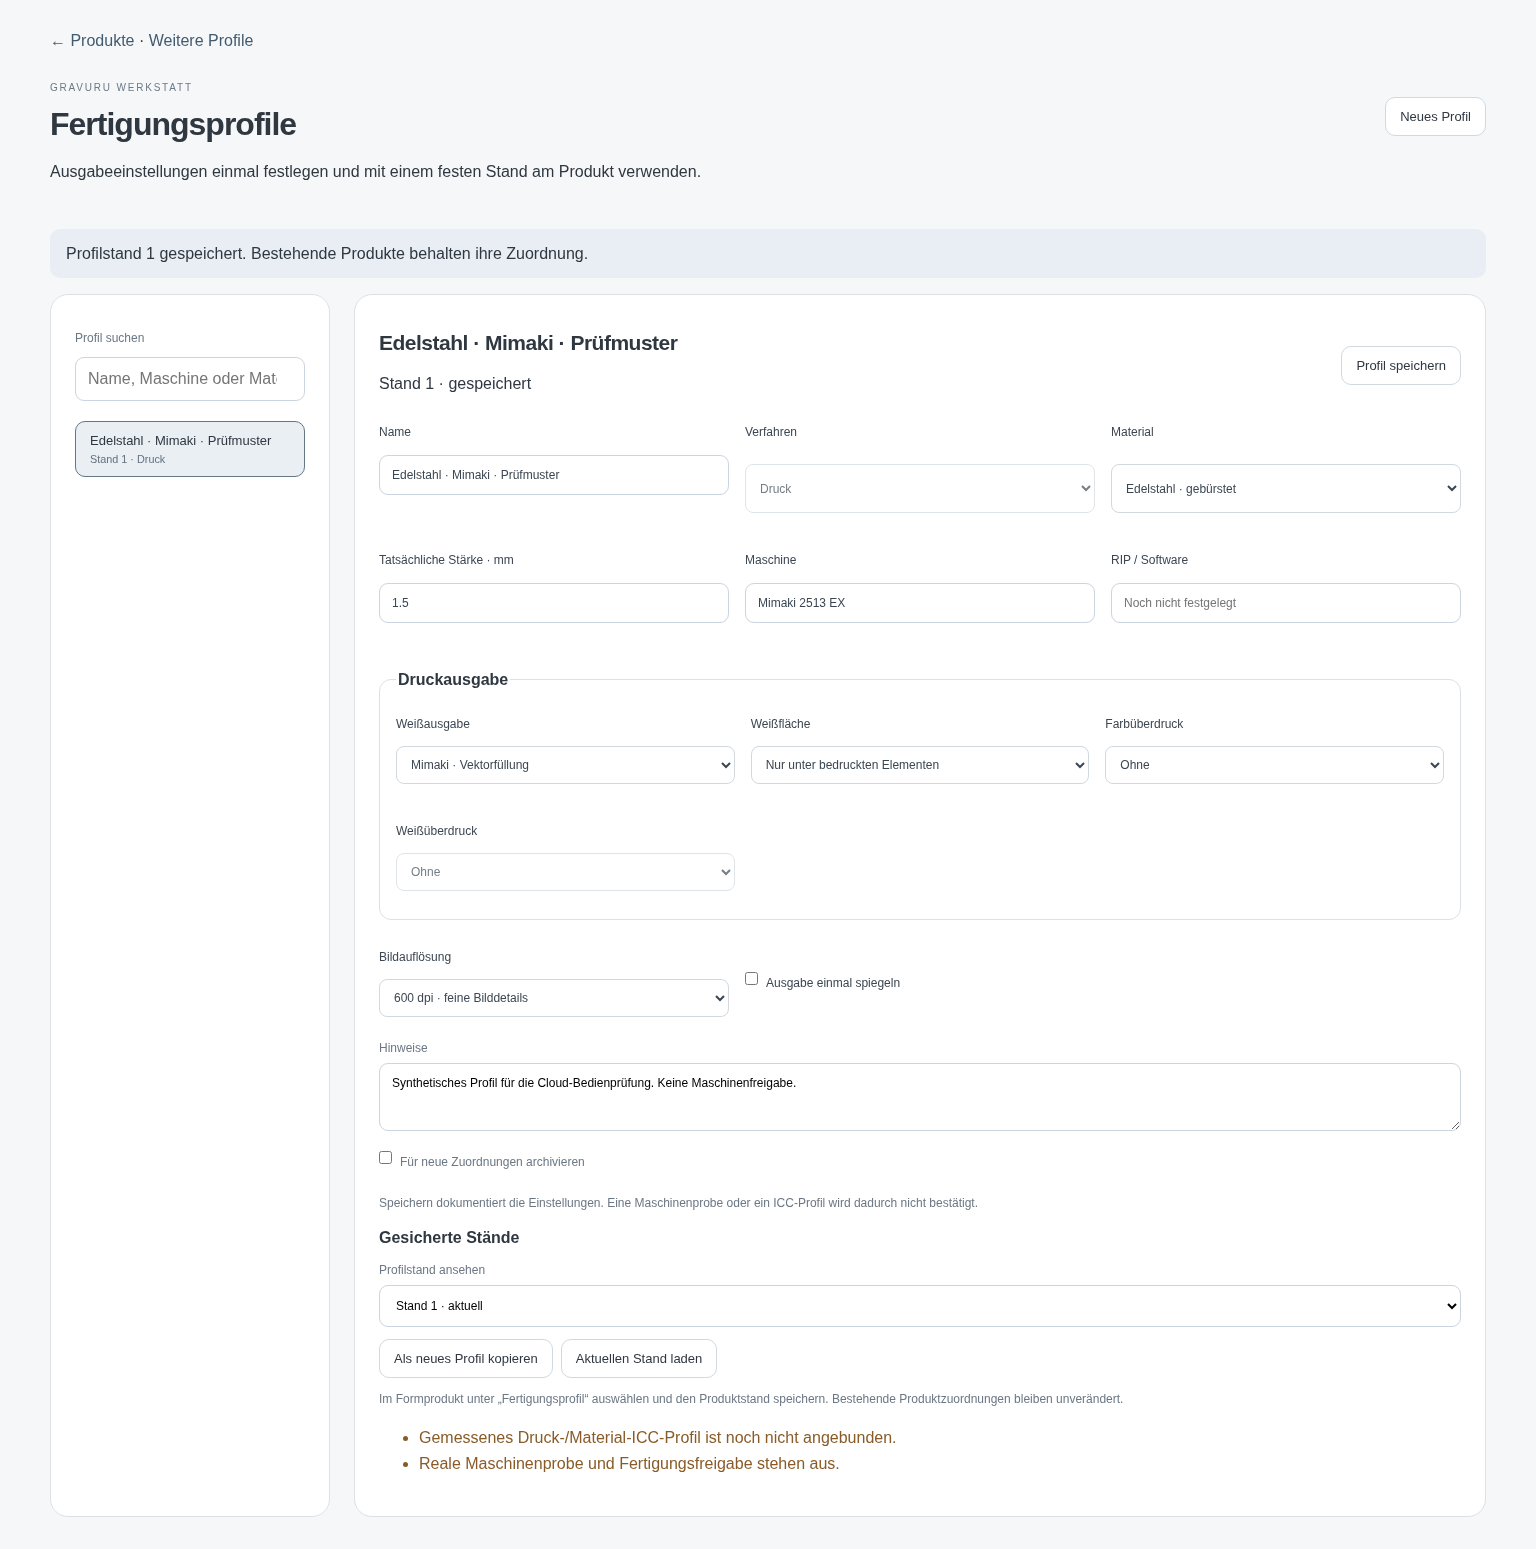 ← Produkte · Weitere Profile
GRAVURU WERKSTATT
Fertigungsprofile
Neues Profil
Ausgabeeinstellungen einmal festlegen und mit einem festen Stand am Produkt verwenden.
Profilstand 1 gespeichert. Bestehende Produkte behalten ihre Zuordnung.
Profil suchen
Name, Maschine oder Mat
Edelstahl · Mimaki · Prüfmuster
Stand 1 · Druck
Edelstahl · Mimaki · Prüfmuster
Stand 1 · gespeichert
Profil speichern
Name
Verfahren
Material
Edelstahl · Mimaki · Prüfmuster
Druck
Edelstahl · gebürstet
Tatsächliche Stärke · mm
Maschine
RIP / Software
1.5
Mimaki 2513 EX
Noch nicht festgelegt
Druckausgabe
Weißausgabe
Weißfläche
Farbüberdruck
Mimaki · Vektorfüllung
Nur unter bedruckten Elementen
Ohne
Weißüberdruck
Ohne
Bildauflösung
600 dpi · feine Bilddetails
Ausgabe einmal spiegeln
Hinweise
Synthetisches Profil für die Cloud-Bedienprüfung. Keine Maschinenfreigabe.
Für neue Zuordnungen archivieren
Speichern dokumentiert die Einstellungen. Eine Maschinenprobe oder ein ICC-Profil wird dadurch nicht bestätigt.
Gesicherte Stände
Profilstand ansehen
Stand 1 · aktuell
Als neues Profil kopieren
Aktuellen Stand laden
Im Formprodukt unter „Fertigungsprofil“ auswählen und den Produktstand speichern. Bestehende Produktzuordnungen bleiben unverändert.
• Gemessenes Druck-/Material-ICC-Profil ist noch nicht angebunden.
• Reale Maschinenprobe und Fertigungsfreigabe stehen aus.